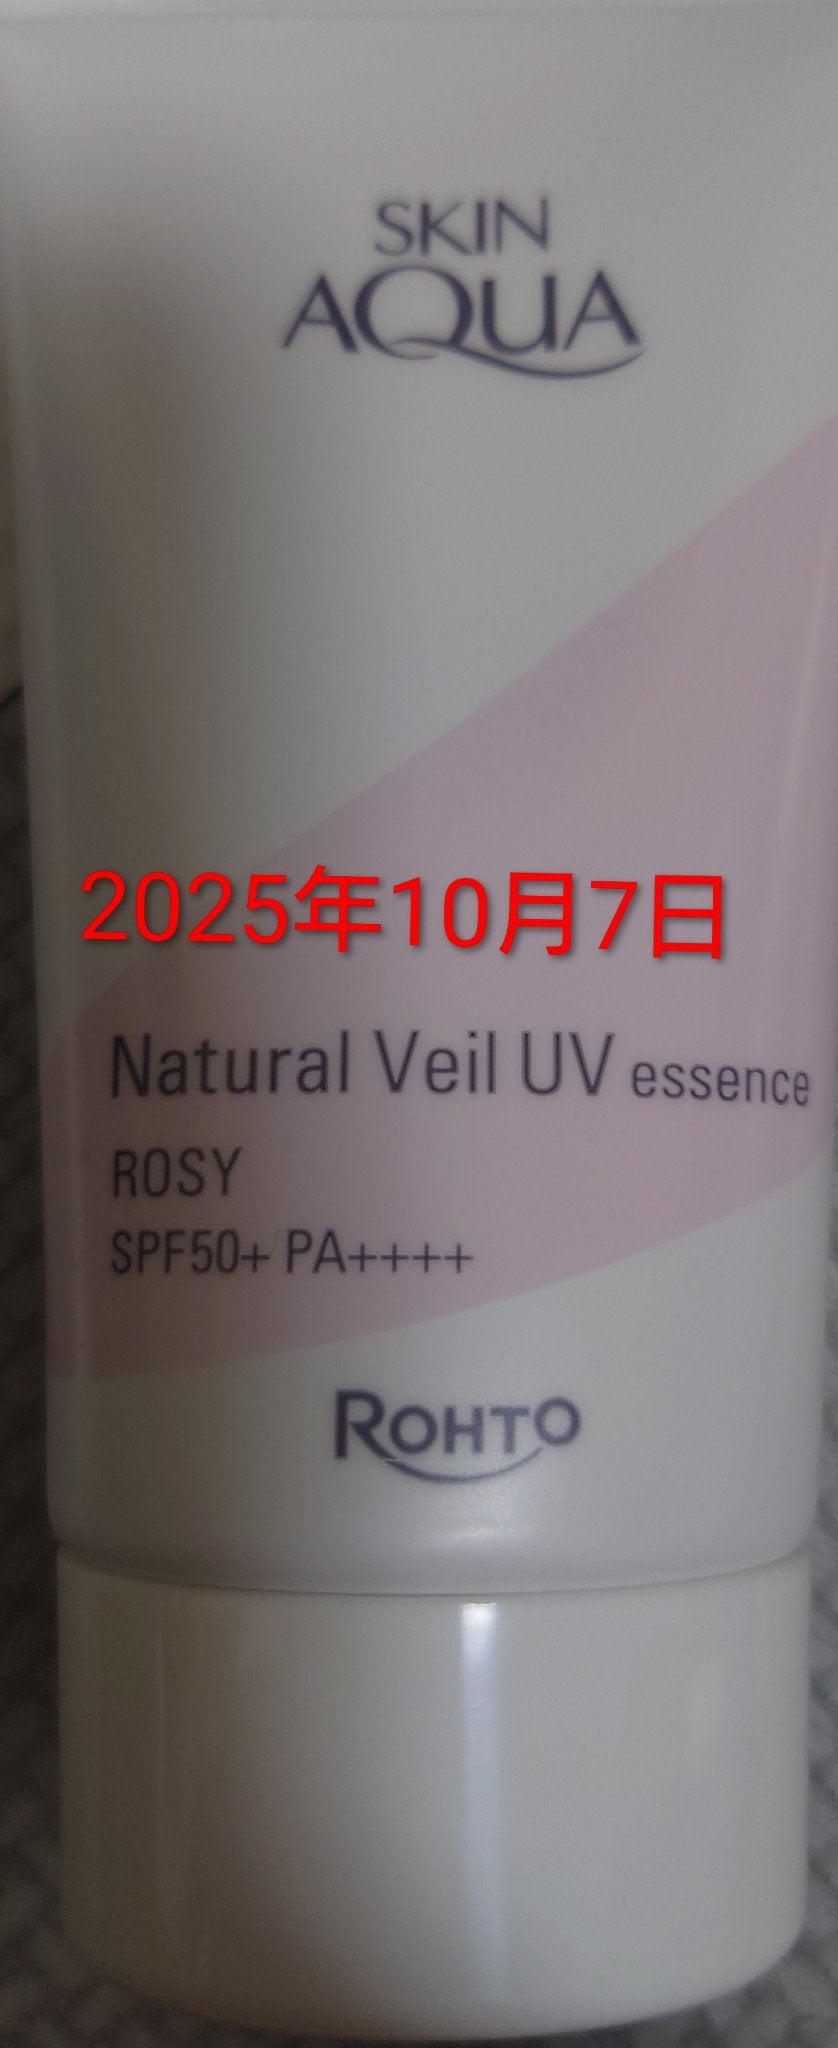 SKIN
AQUA
2025年10月7日
Natural Veil UV essence
ROSY
SPF50+ PA++++
ROHTO